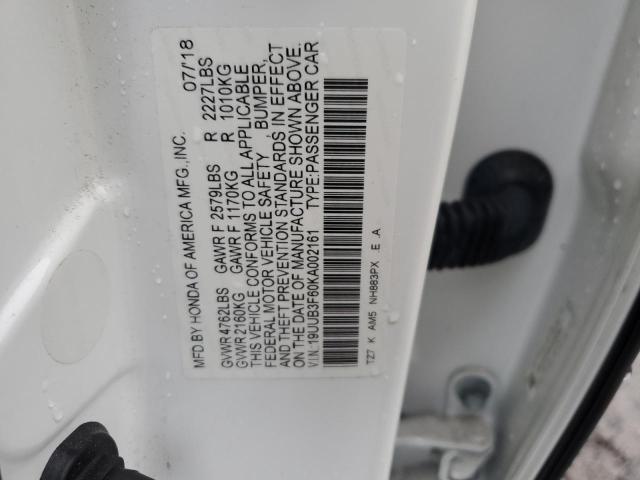 MFD.BY HONDA OF AMERICA MFG.,INC. 07/'18
GVWR 4762LBS GAWR F 2579LBS R 2227LBS
GVWR 2160KG GAWR F 1170KG R 1010KG
THIS VEHICLE CONFORMS TO ALL APPLICABLE
FEDERAL MOTOR VEHICLE SAFETY, BUMPER,
AND THEFT PREVENTION STANDARDS IN EFFECT
ON THE DATE OF MANUFACTURE SHOWN ABOVE.
V.I.N.:19UUB3F60KA002161 TYPE:PASSENGER CAR
TZ7 K AM5 NH883PX E .A